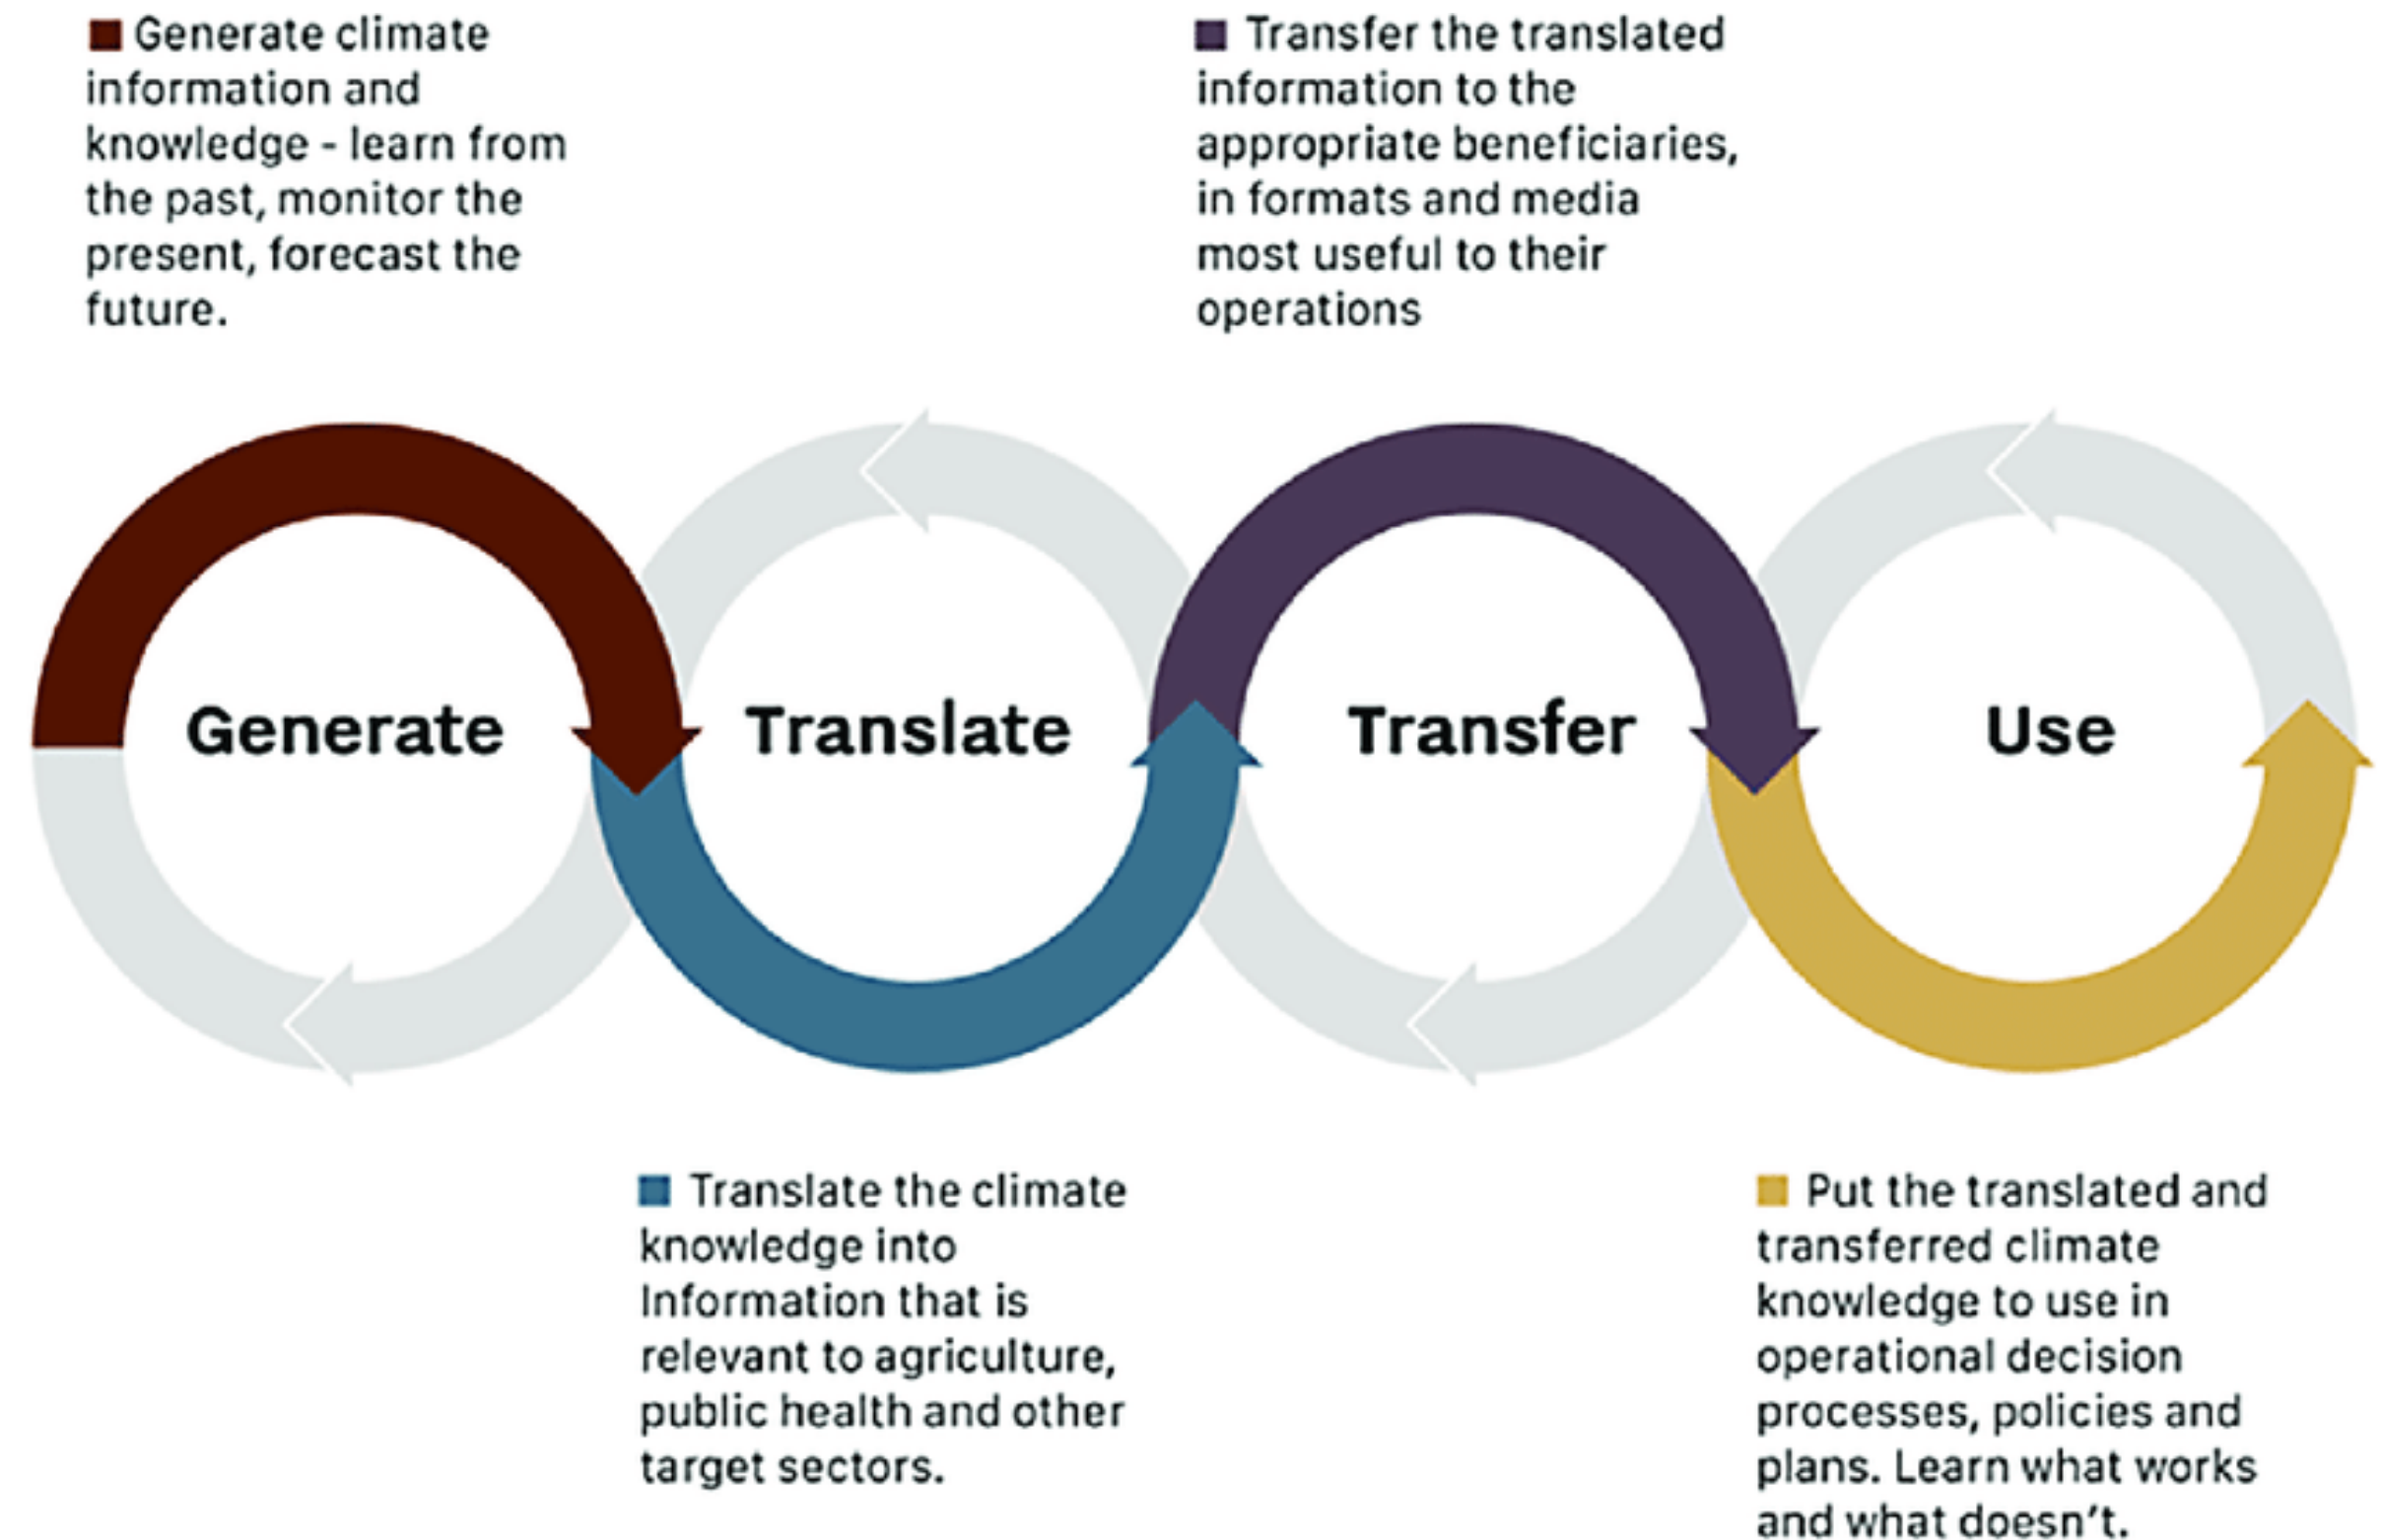 Generate climate
information and
knowledge - learn from
the past, monitor the
present, forecast the
future.
Transfer the translated
information to the
appropriate beneficiaries,
in formats and media
most useful to their
operations
Generate
Translate
Transfer
Use
Translate the climate
knowledge into
Information that is
relevant to agriculture,
public health and other
target sectors.
Put the translated and
transferred climate
knowledge to use in
operational decision
processes, policies and
plans. Learn what works
and what doesn't.